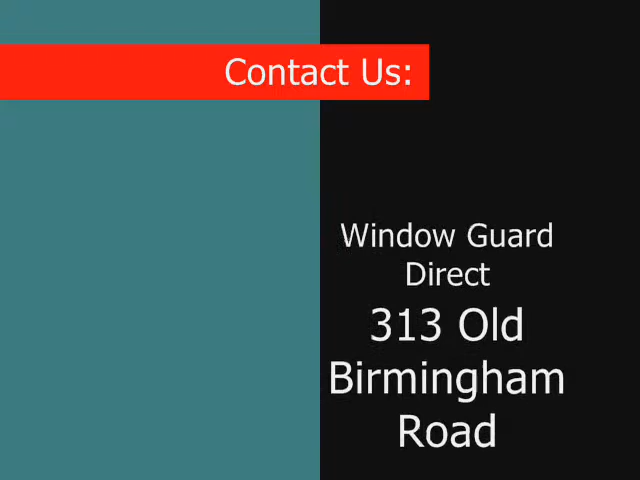 Contact Us:
Window Guard
Direct
313 Old
Birmingham
Road